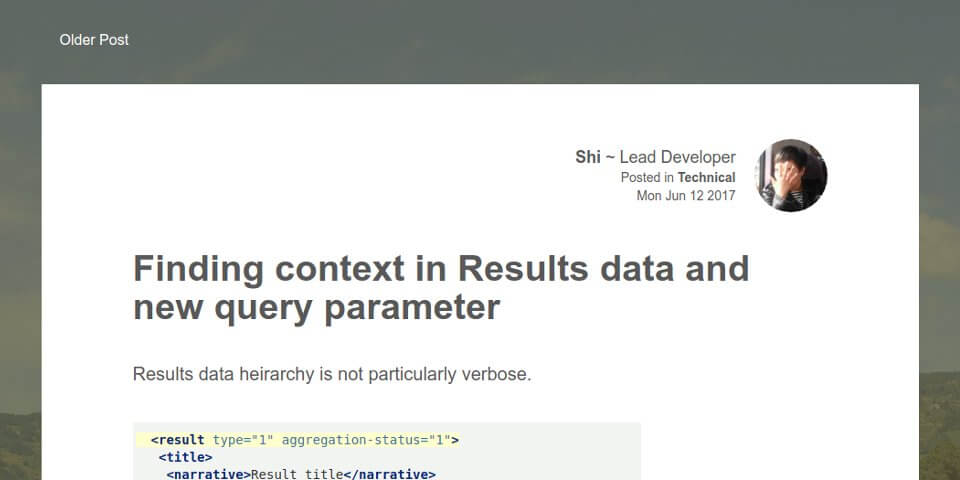 Older Post
Shi ~ Lead Developer
Posted in Technical
Mon Jun 12 2017
Finding context in Results data and
new query parameter
Results data heirarchy is not particularly verbose.
<result type="1" aggregation-status="1">
<title>
<narrative>Result title</narrative>